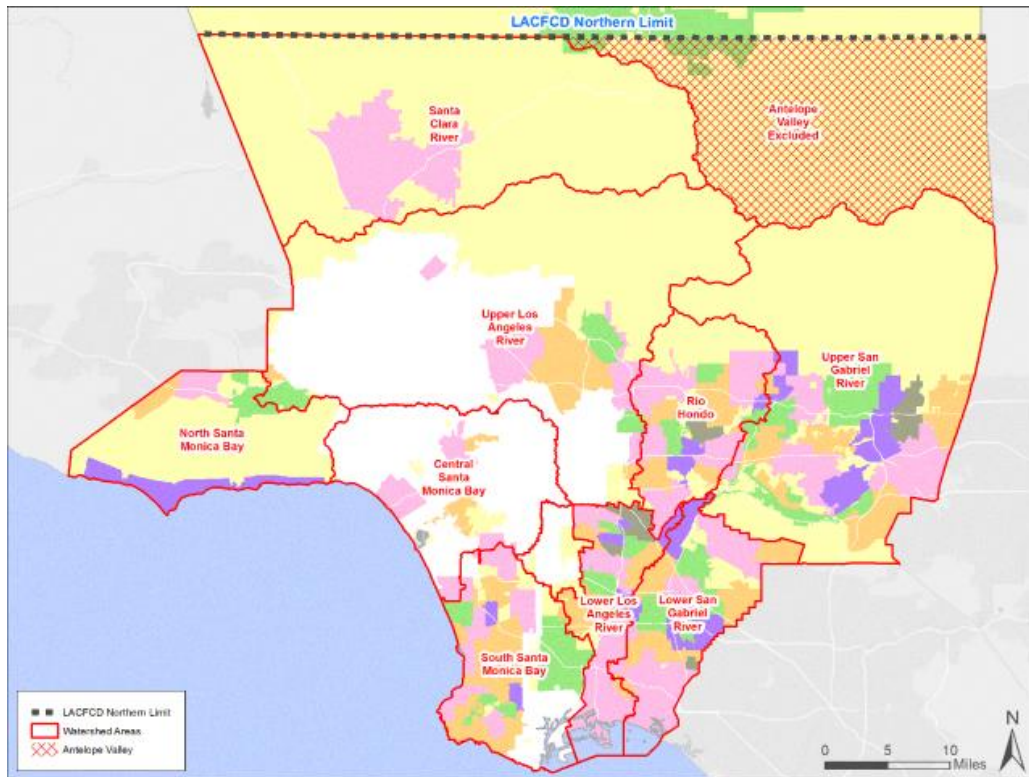 LACFCD Northern Limit
Santa
Clara
River
Antelope
Valley
Excluded
Upper Los
Angeles
River
Upper San
Gabriel
River
Rio
Hondo
North Santa
Monica Bay
Central
Santa
Monica Bay
Lower Los
Angeles
River
Lower San
Gabriel
River
South Santa
Monica Bay
LACFCD Northern Limit
Watershed Areas
Antelope Valley
N
0 5 10
Miles